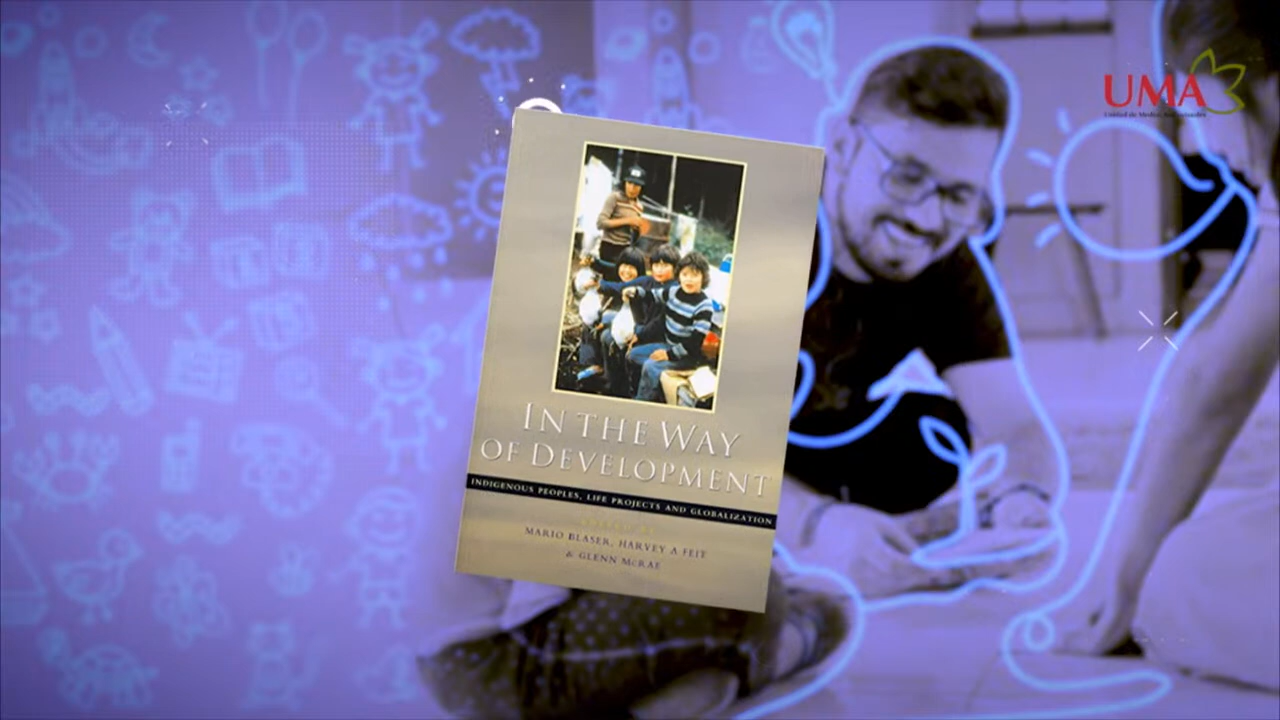 UMA
IN THE WAY
OF DEVELOPMENT
INDIGENOUS PEOPLES, LIFE PROJECTS AND GLOBALIZATION
MARIO BLASER, HARVEY A FEIT
& GLENN MCRAE